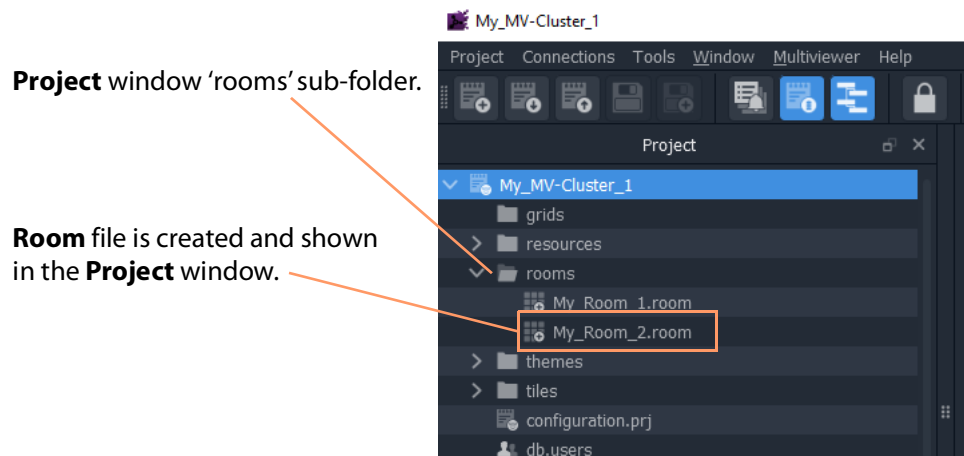 My_MV-Cluster_1
Project Connections Tools Window Multiviewer Help
Project window ‘rooms’ sub-folder.
Project
My_MV-Cluster_1
grids
Room file is created and shown
in the Project window.
resources
rooms
My_Room_1.room
My_Room_2.room
themes
tiles
configuration.prj
db.users